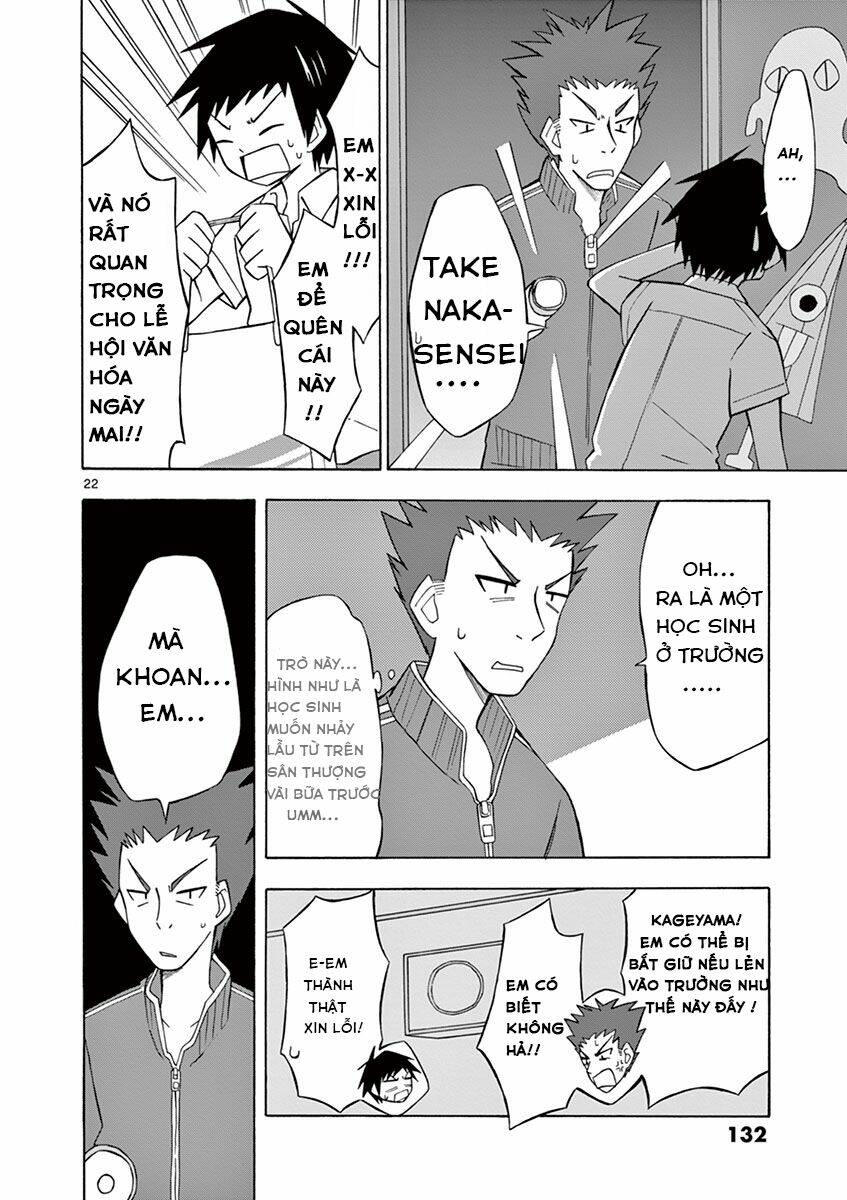 AH,
...
TAKE
NAKA-
SENSEI
....
EM
X-X
XIN
LỖI
!!!
EM
ĐỂ
QUÊN
CÁI
NÀY
!!
VÀ NÓ
RẤT
QUAN
TRỌNG
CHO LỄ
HỘI VĂN
HÓA
NGÀY
MAI!!
22
OH...
RA LÀ MỘT
HỌC SINH
Ở TRƯỜNG
.....
TRÒ NÀY...
HÌNH NHƯ LÀ
HỌC SINH
MUỐN NHẢY
LẦU TỪ TRÊN
SÂN THƯỢNG
VÀI BỮA TRƯỚC
UMM...
MÀ
KHOAN...
EM...
KAGEYAMA!
EM CÓ THỂ BỊ
BẮT GIỮ NẾU LẺN
VÀO TRƯỜNG NHƯ
THẾ NÀY ĐẤY !
EM CÓ
BIẾT
KHÔNG
HẢ!!
E-EM
THÀNH
THẬT
XIN LỖI!
132